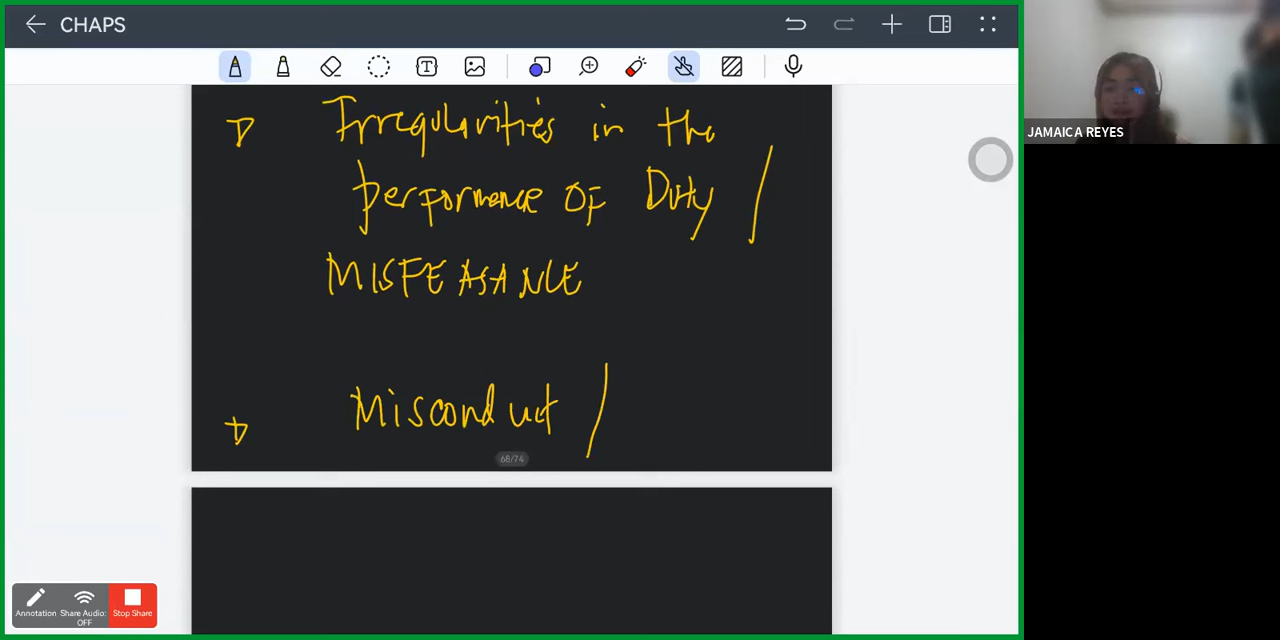 CHAPS
JAMAICA REYES
Irregularities in the
performance of Duty /
MISFEASANCE
Misconduct /
68/74
Annotation
Share Audio: OFF
Stop Share